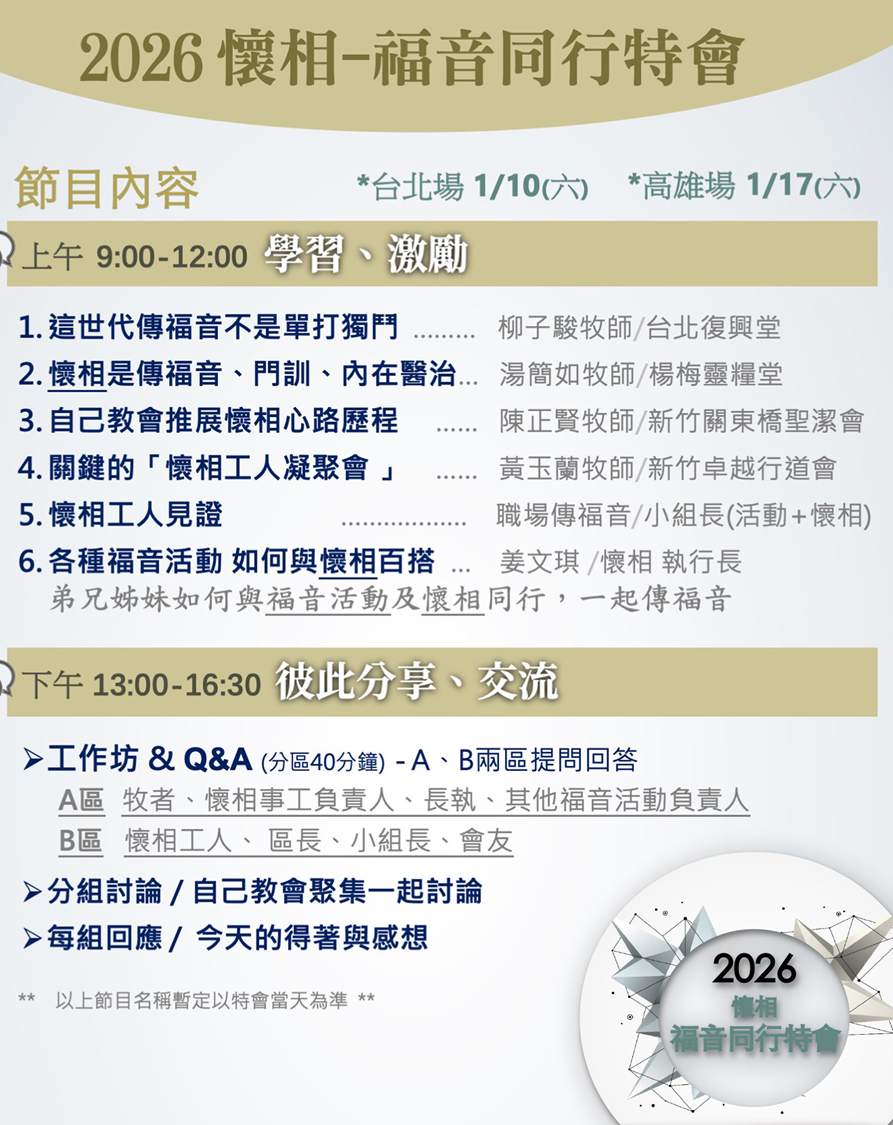 2026 懷相-福音同行特會
節目內容 *台北場 1/10(六) *高雄場 1/17(六)
上午 9:00-12:00 學習、激勵
1. 這世代傳福音不是單打獨鬥 ......... 柳子駿牧師/台北復興堂
2. 懷相是傳福音、門訓、內在醫治... 湯簡如牧師/楊梅靈糧堂
3. 自己教會推展懷相心路歷程 ...... 陳正賢牧師/新竹關東橋聖潔會
4. 關鍵的「懷相工人凝聚會 」 ...... 黃玉蘭牧師/新竹卓越行道會
5. 懷相工人見證 .................. 職場傳福音/小組長(活動+懷相)
6. 各種福音活動 如何與懷相百搭 ... 姜文琪 /懷相 執行長
弟兄姊妹如何與福音活動及懷相同行，一起傳福音
下午 13:00-16:30 彼此分享、交流
➢工作坊 & Q&A (分區40分鐘) - A、B兩區提問回答
A區 牧者、懷相事工負責人、長執、其他福音活動負責人
B區 懷相工人、 區長、小組長、會友
➢分組討論 / 自己教會聚集一起討論
➢每組回應 / 今天的得著與感想
** 以上節目名稱暫定以特會當天為準 **
2026
懷相
福音同行特會